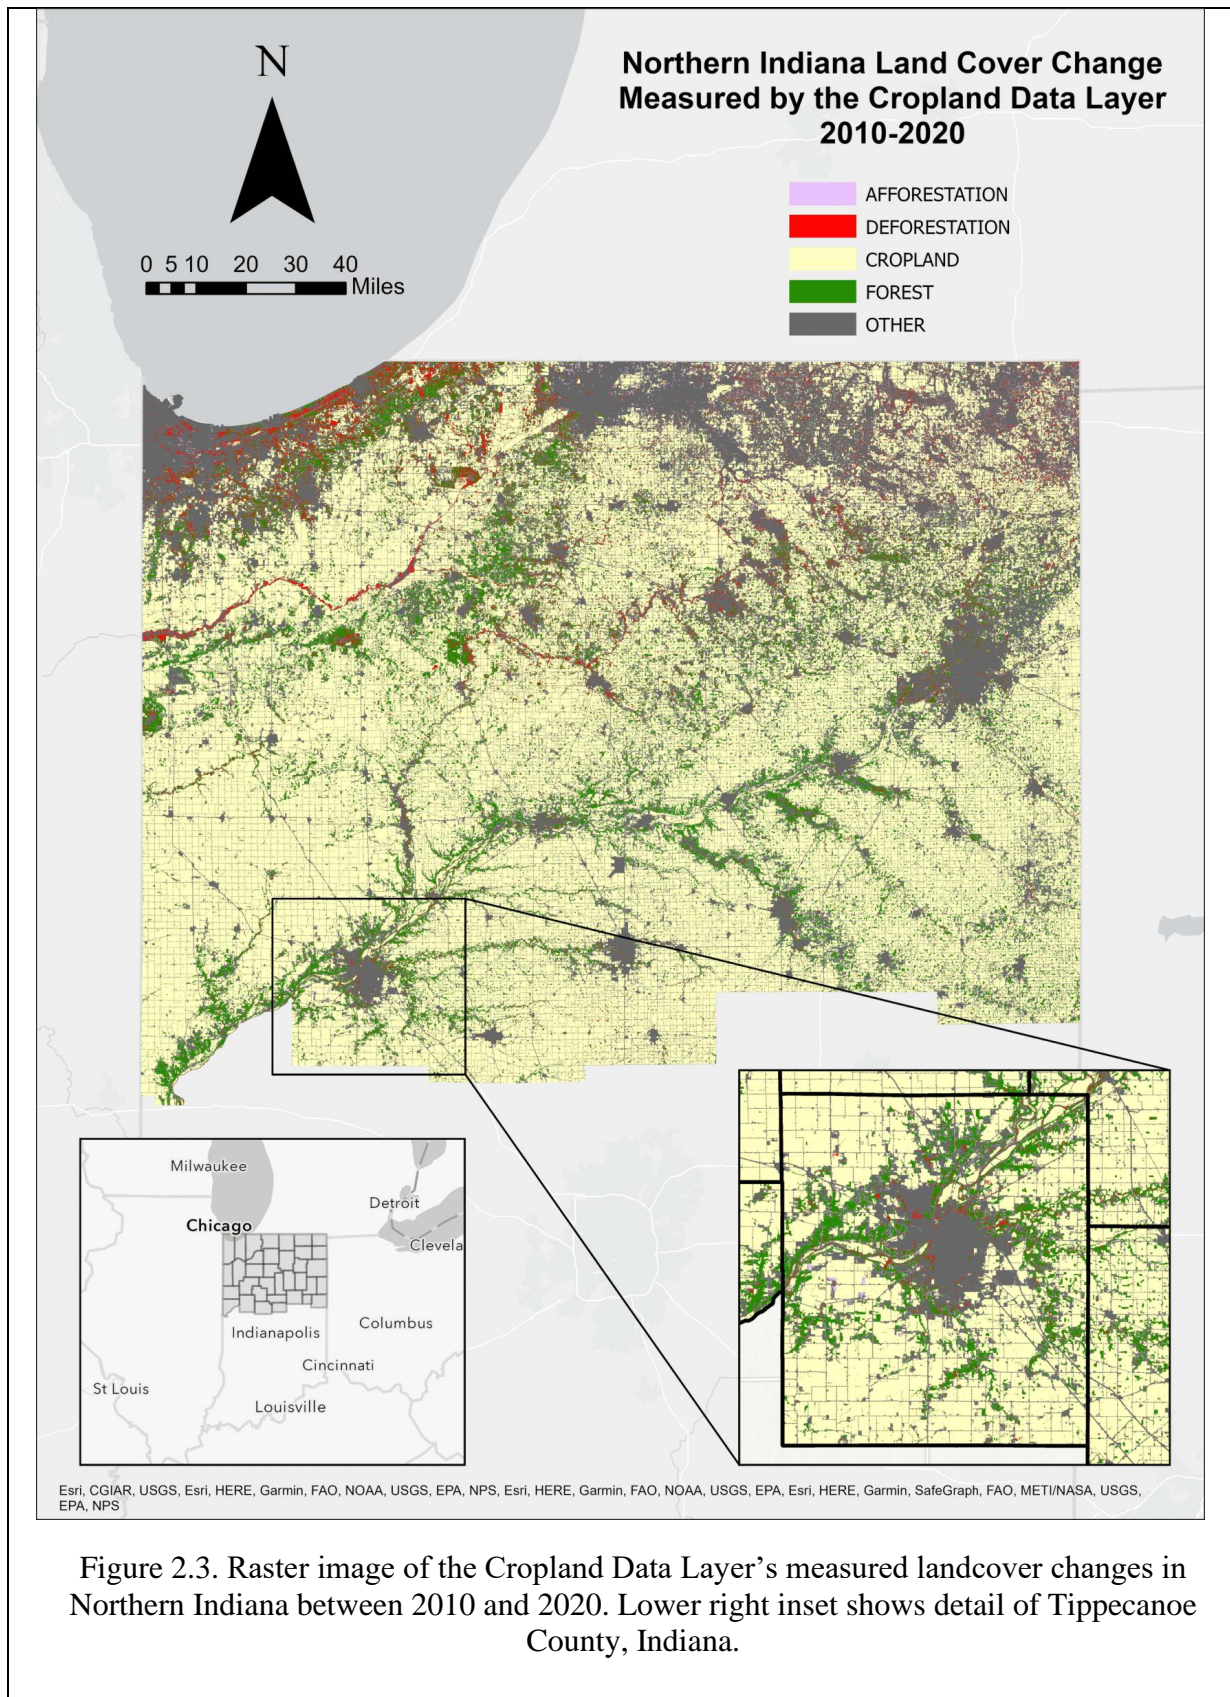 N
Northern Indiana Land Cover Change
Measured by the Cropland Data Layer
2010-2020
AFFORESTATION
DEFORESTATION
CROPLAND
FOREST
OTHER
0 5 10 20 30 40
Miles
Milwaukee
Detroit
Chicago
Clevela
Indianapolis
Columbus
Cincinnati
St Louis
Louisville
Esri, CGIAR, USGS, Esri, HERE, Garmin, FAO, NOAA, USGS, EPA, NPS, Esri, HERE, Garmin, FAO, NOAA, USGS, EPA, Esri, HERE, Garmin, SafeGraph, FAO, METI/NASA, USGS,
EPA, NPS
Figure 2.3. Raster image of the Cropland Data Layer’s measured landcover changes in
Northern Indiana between 2010 and 2020. Lower right inset shows detail of Tippecanoe
County, Indiana.